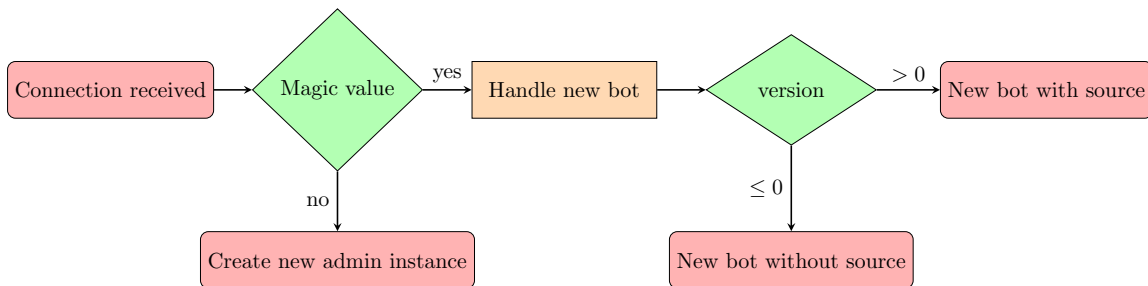 Connection received
Magic value
yes
Handle new bot
version
> 0
New bot with source
no
≤ 0
Create new admin instance
New bot without source